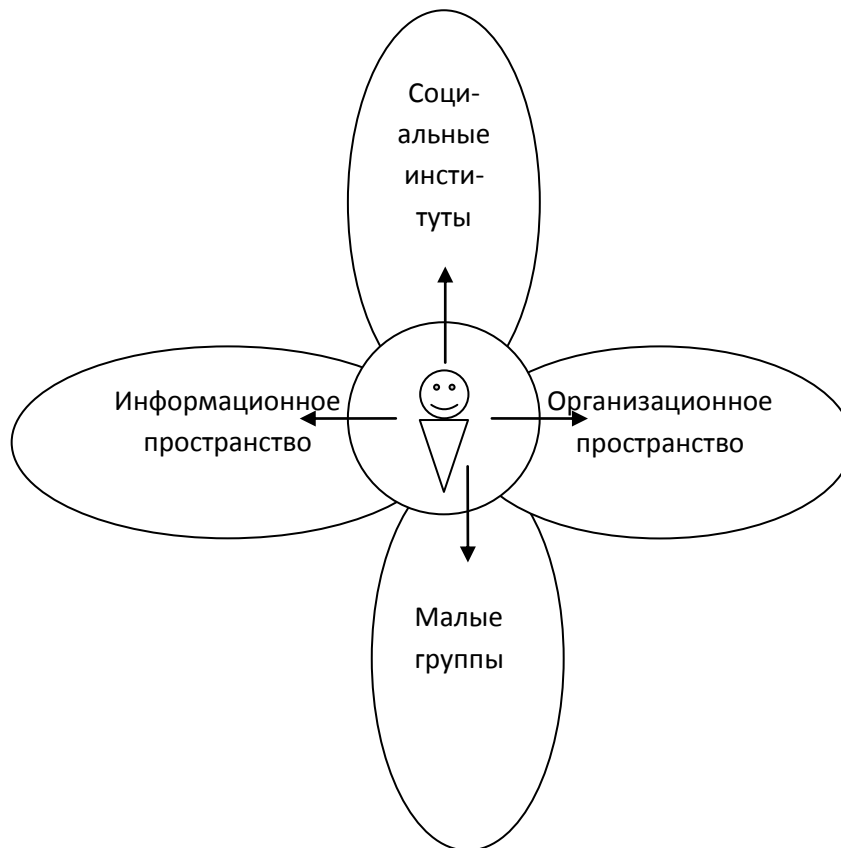 Соци-
альные
инсти-
туты
Информационное
пространство
Организационное
пространство
Малые
группы